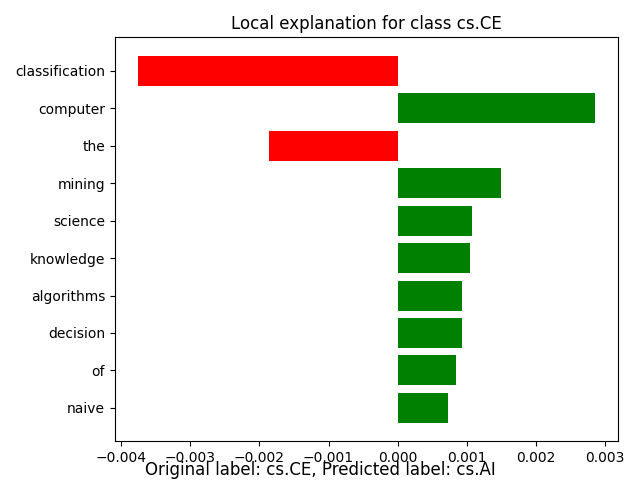 Local explanation for class cs.CE
classification
computer
the
mining
science
knowledge
algorithms
decision
of
naive
−0.004 −0.003 −0.002 −0.001 0.000 0.001 0.002 0.003
Original label: cs.CE, Predicted label: cs.AI